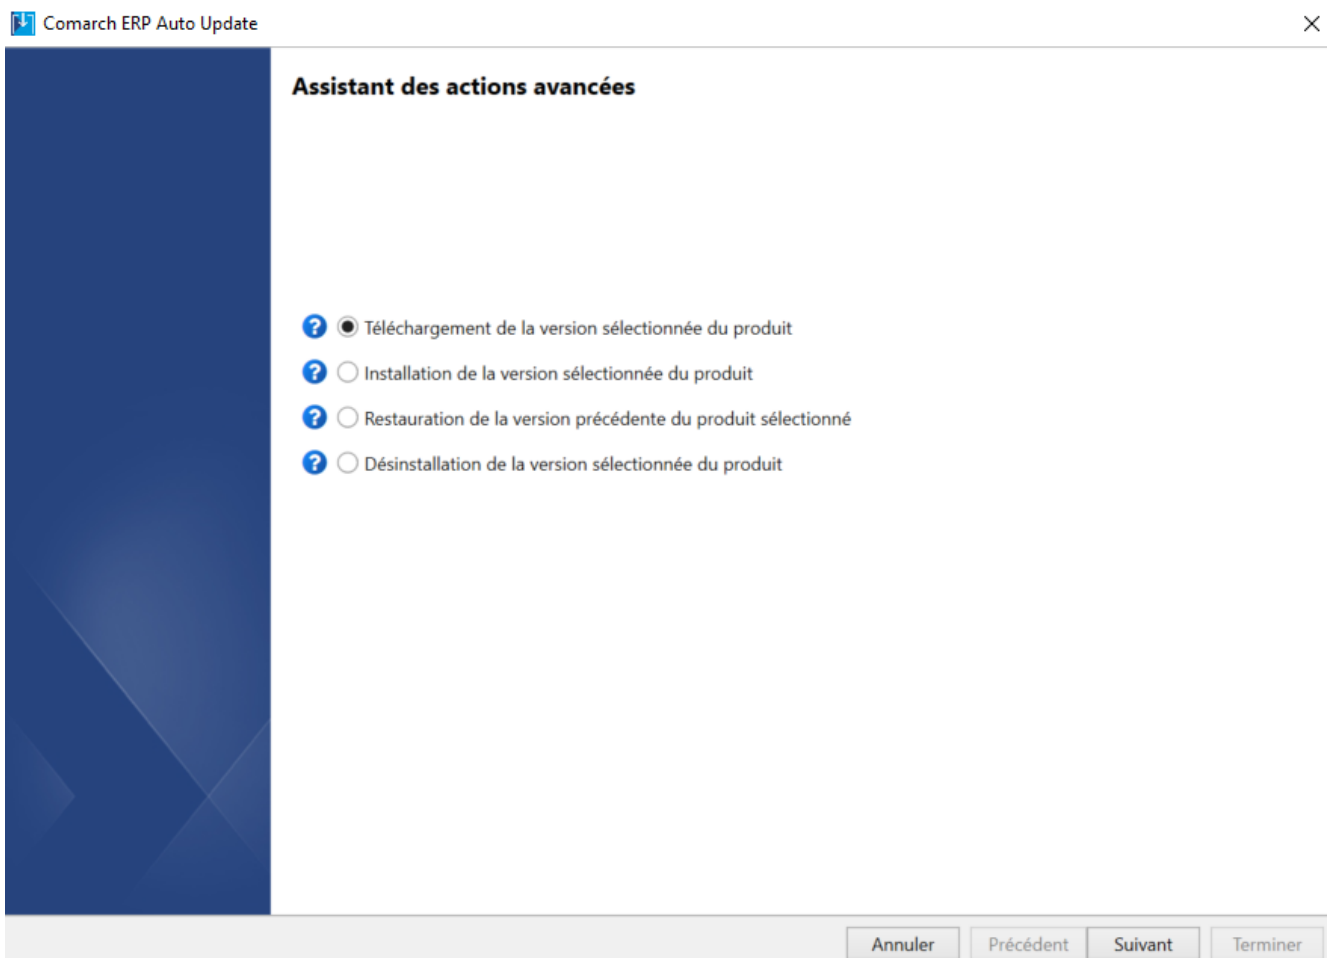 Comarch ERP Auto Update
Assistant des actions avancées
? Téléchargement de la version sélectionnée du produit
? Installation de la version sélectionnée du produit
? Restauration de la version précédente du produit sélectionné
? Désinstallation de la version sélectionnée du produit
Annuler Précédent Suivant Terminer